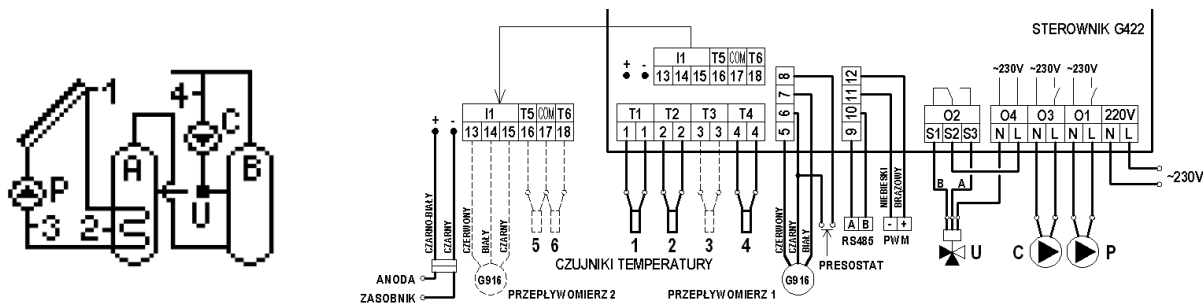 1
4
C
A
B
P
U
3
2
STEROWNIK G422
+ -
I1 T5 COM T6
13 14 15 16 17 18
T1 T2 T3 T4
1 1 2 2 3 3 4 4
8
7
6
5
12
11
10
9
~230V ~230V ~230V
O2 O4 O3 O1 220V
S1 S2 S3 N L N L N L N L
~230V
+ -
I1 T5 COM T6
13 14 15 16 17 18
CZARNO-BIAŁY
CZARNY
CZERWONY
BIAŁY
CZARNY
5 6
G916
ANODA
ZASOBNIK
PRZEPŁYWOMIERZ 2
1 2 3 4
CZUJNIKI TEMPERATURY
CZERWONY
CZARNY
BIAŁY
G916
PRZEPŁYWOMIERZ 1
PRESOSTAT
NIEBIESKI
BRĄZOWY
A B - +
RS485 PWM
B A
U
C P